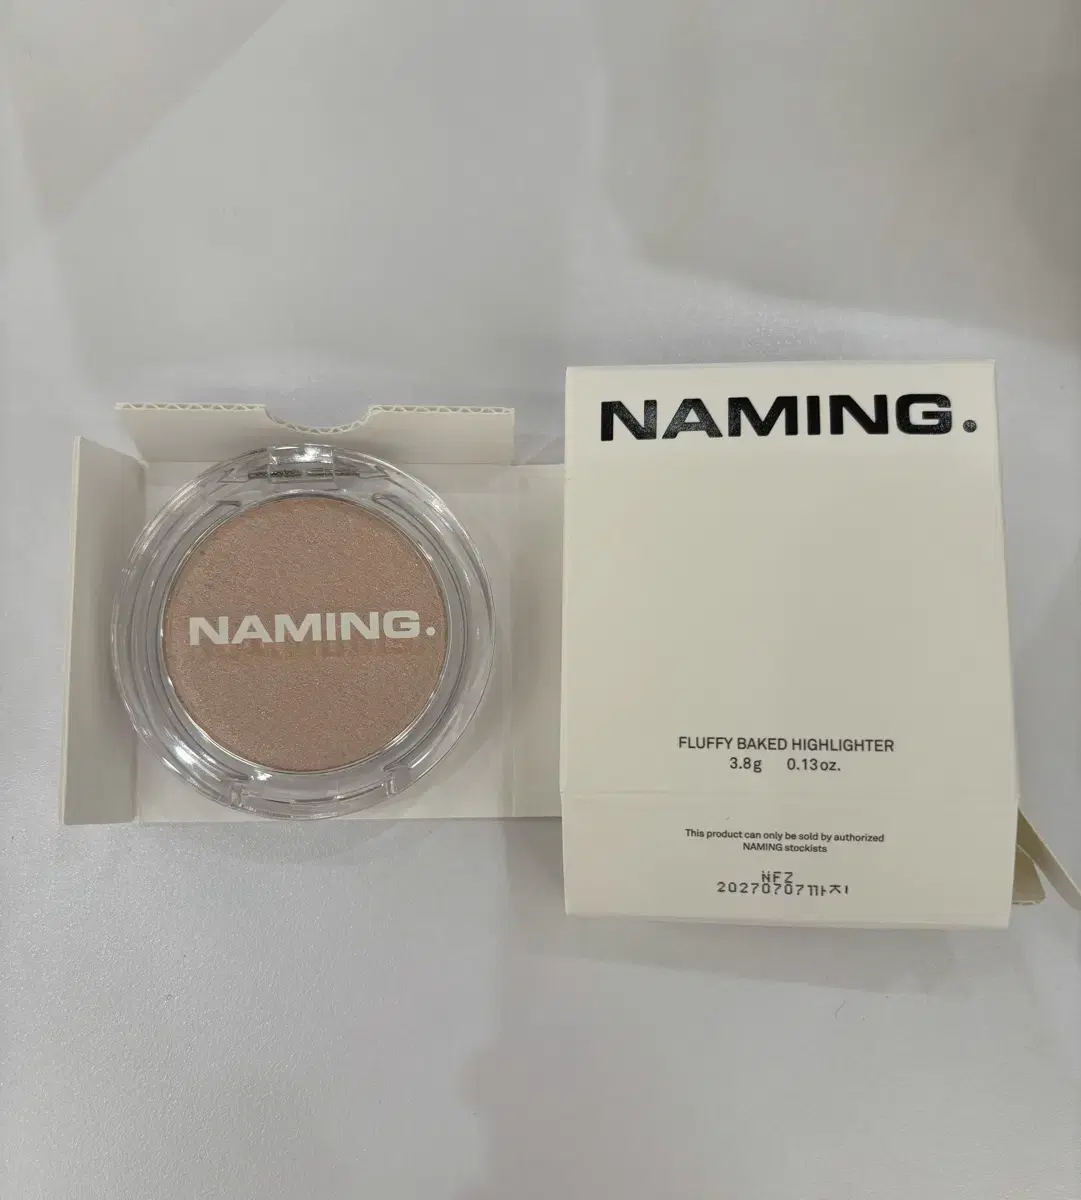 NAMING.
NAMING.
FLUFFY BAKED HIGHLIGHTER
3.8g 0.13oz.
This product can only be sold by authorized
NAMING stockists
NFZ
20270707까지